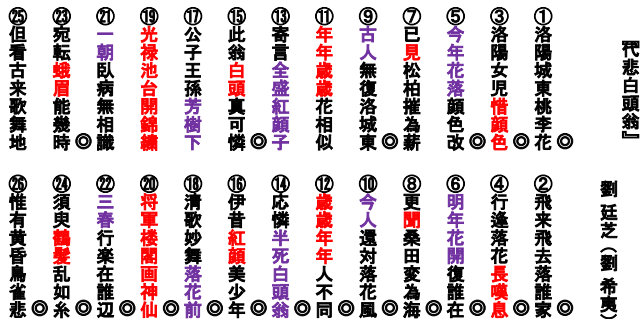 代悲白頭翁』
劉 廷芝（劉 希夷）
①洛陽城東桃李花◎
②飛来飛去落誰家◎
③洛陽女児惜顔色◎
④行逢落花長嘆息◎
⑤今年花落顔色改◎
⑥明年花開復誰在◎
⑦已見松柏摧為薪
⑧更聞桑田変為海◎
⑨古人無復洛城東◎
⑩今人還対落花風◎
⑪年年歳歳花相似
⑫歳歳年年人不同◎
⑬寄言全盛紅顔子
⑭応憐半死白頭翁◎
⑮此翁白頭真可憐◎
⑯伊昔紅顔美少年◎
⑰公子王孫芳樹下
⑱清歌妙舞落花前◎
⑲光禄池台開錦繍
⑳将軍楼閣画神仙◎
㉑一朝臥病無相識
㉒三春行楽在誰辺◎
㉓宛転蛾眉能幾時◎
㉔須臾鶴髪乱如糸◎
㉕但看古来歌舞地
㉖惟有黄昏鳥雀悲◎